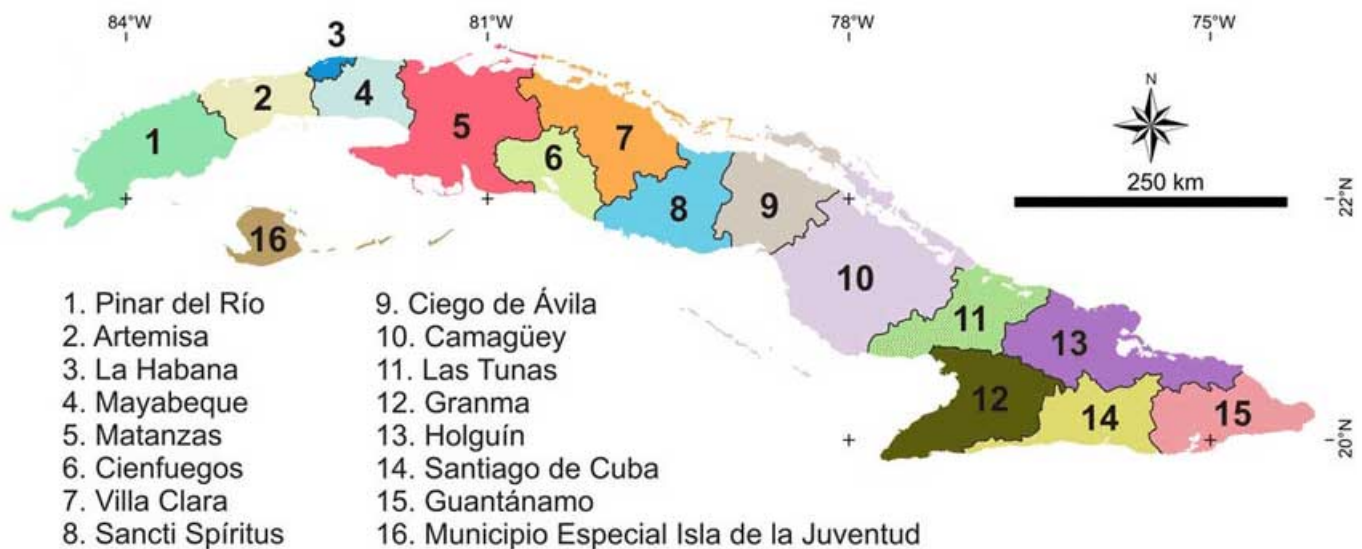 84°W
81°W
78°W
75°W
3
2
4
1
5
7
6
8
9
16
10
11
13
12
14
15
N
250 km
22°N
20°N
1. Pinar del Río
2. Artemisa
3. La Habana
4. Mayabeque
5. Matanzas
6. Cienfuegos
7. Villa Clara
8. Sancti Spíritus
9. Ciego de Ávila
10. Camagüey
11. Las Tunas
12. Granma
13. Holguín
14. Santiago de Cuba
15. Guantánamo
16. Municipio Especial Isla de la Juventud